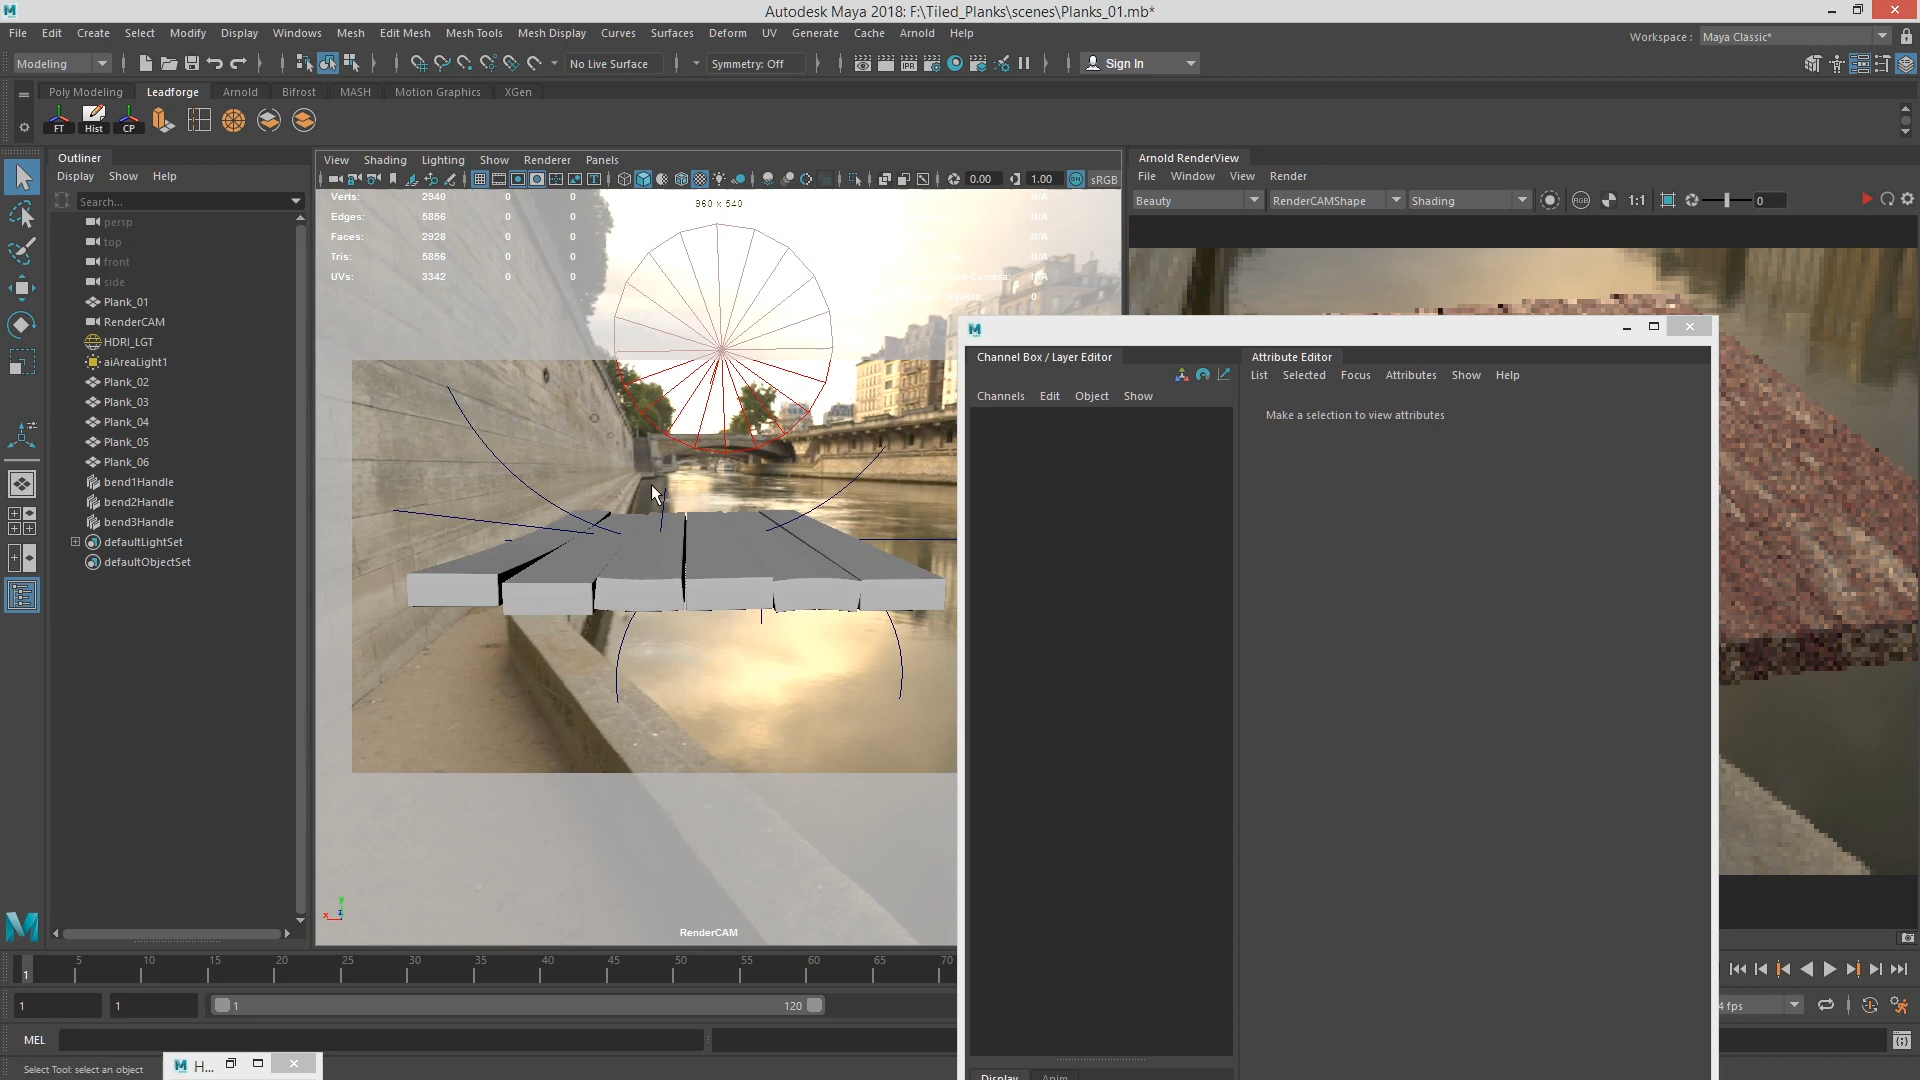 Autodesk Maya 2018: F:\Tiled_Planks\scenes\Planks_01.mb*
File Edit Create Select Modify Display Windows Mesh Edit Mesh Mesh Tools Mesh Display Curves Surfaces Deform UV Generate Cache Arnold Help
Workspace : Maya Classic*
Modeling No Live Surface Symmetry: Off Sign In
Poly Modeling Leadforge Arnold Bifrost MASH Motion Graphics XGen
FT Hist CP
Outliner
Display Show Help
Search...
persp
top
front
side
Plank_01
RenderCAM
HDRI_LGT
aiAreaLight1
Plank_02
Plank_03
Plank_04
Plank_05
Plank_06
bend1Handle
bend2Handle
bend3Handle
defaultLightSet
defaultObjectSet
View Shading Lighting Show Renderer Panels
0.00 1.00 sRGB
Verts: 2940 0 0 N/A
Edges: 5856 0 0 N/A
Faces: 2928 0 0 N/A
Tris: 5856 0 0 N/A
UVs: 3342 0 0 N/A
0
960 x 540
RenderCAM
Arnold RenderView
File Window View Render
Beauty RenderCAMShape Shading RGB 1:1 0
Channel Box / Layer Editor
Channels Edit Object Show
Attribute Editor
List Selected Focus Attributes Show Help
Make a selection to view attributes
Display Anim
1 5 10 15 20 25 30 35 40 45 50 55 60 65 70
1 1 1 120
4 fps
MEL
Select Tool: select an object
H...